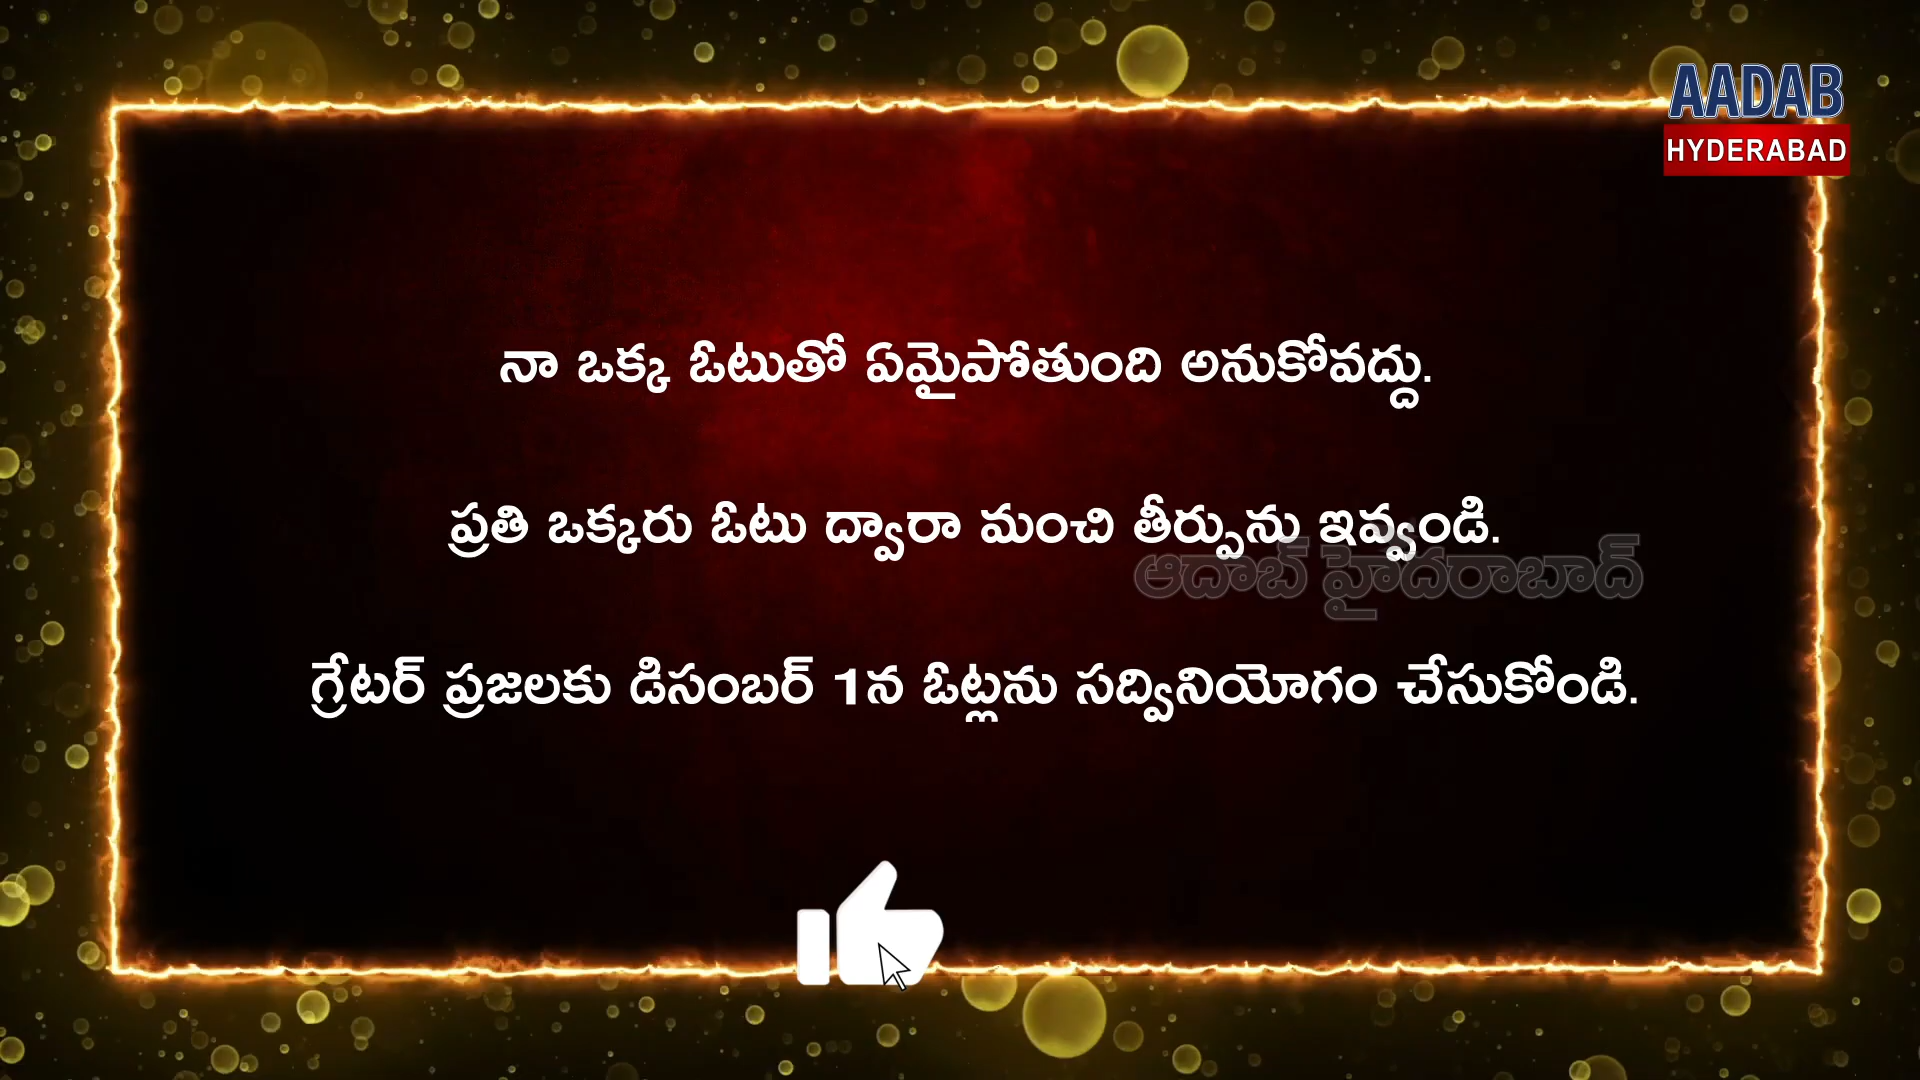 AADAB
HYDERABAD
నా ఒక్క ఓటుతో ఏమైపోతుంది అనుకోవద్దు.
ప్రతి ఒక్కరు ఓటు ద్వారా మంచి తీర్పును ఇవ్వండి.
ఆదాబ్ హైదరాబాద్
గ్రేటర్ ప్రజలకు డిసంబర్ 1న ఓట్లను సద్వినియోగం చేసుకోండి.